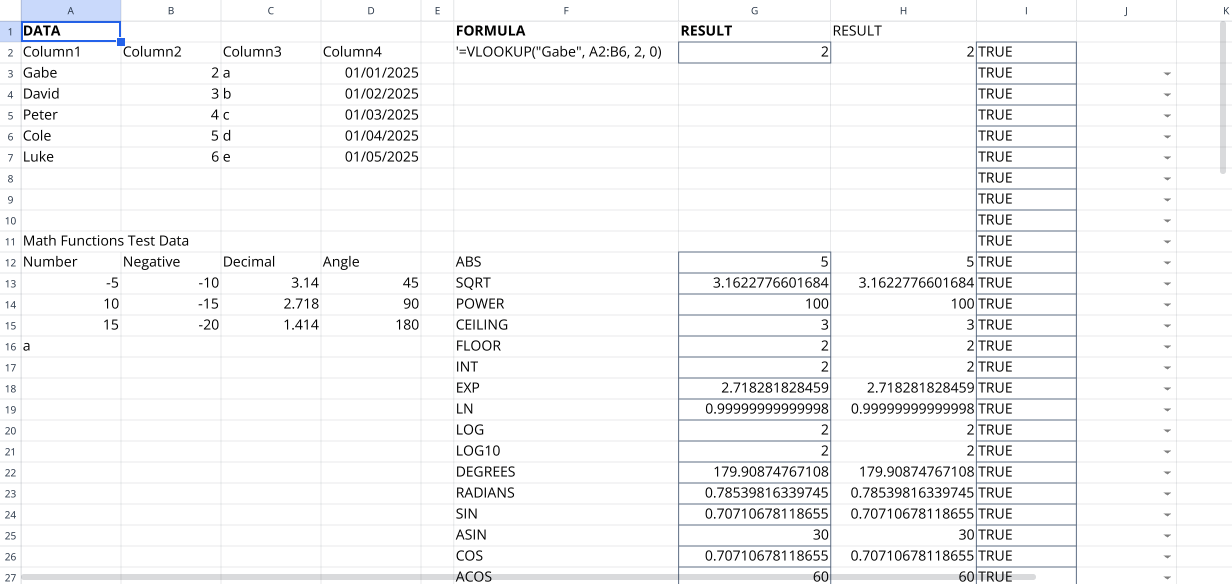 A B C D E F G H I J K
1 DATA FORMULA RESULT RESULT
2 Column1 Column2 Column3 Column4 '=VLOOKUP("Gabe", A2:B6, 2, 0) 2 2 TRUE
3 Gabe 2 a 01/01/2025 TRUE
4 David 3 b 01/02/2025 TRUE
5 Peter 4 c 01/03/2025 TRUE
6 Cole 5 d 01/04/2025 TRUE
7 Luke 6 e 01/05/2025 TRUE
8 TRUE
9 TRUE
10 TRUE
11 Math Functions Test Data TRUE
12 Number Negative Decimal Angle ABS 5 5 TRUE
13 -5 -10 3.14 45 SQRT 3.1622776601684 3.1622776601684 TRUE
14 10 -15 2.718 90 POWER 100 100 TRUE
15 15 -20 1.414 180 CEILING 3 3 TRUE
16 a FLOOR 2 2 TRUE
17 INT 2 2 TRUE
18 EXP 2.718281828459 2.718281828459 TRUE
19 LN 0.99999999999998 0.99999999999998 TRUE
20 LOG 2 2 TRUE
21 LOG10 2 2 TRUE
22 DEGREES 179.90874767108 179.90874767108 TRUE
23 RADIANS 0.78539816339745 0.78539816339745 TRUE
24 SIN 0.70710678118655 0.70710678118655 TRUE
25 ASIN 30 30 TRUE
26 COS 0.70710678118655 0.70710678118655 TRUE
27 ACOS 60 60 TRUE